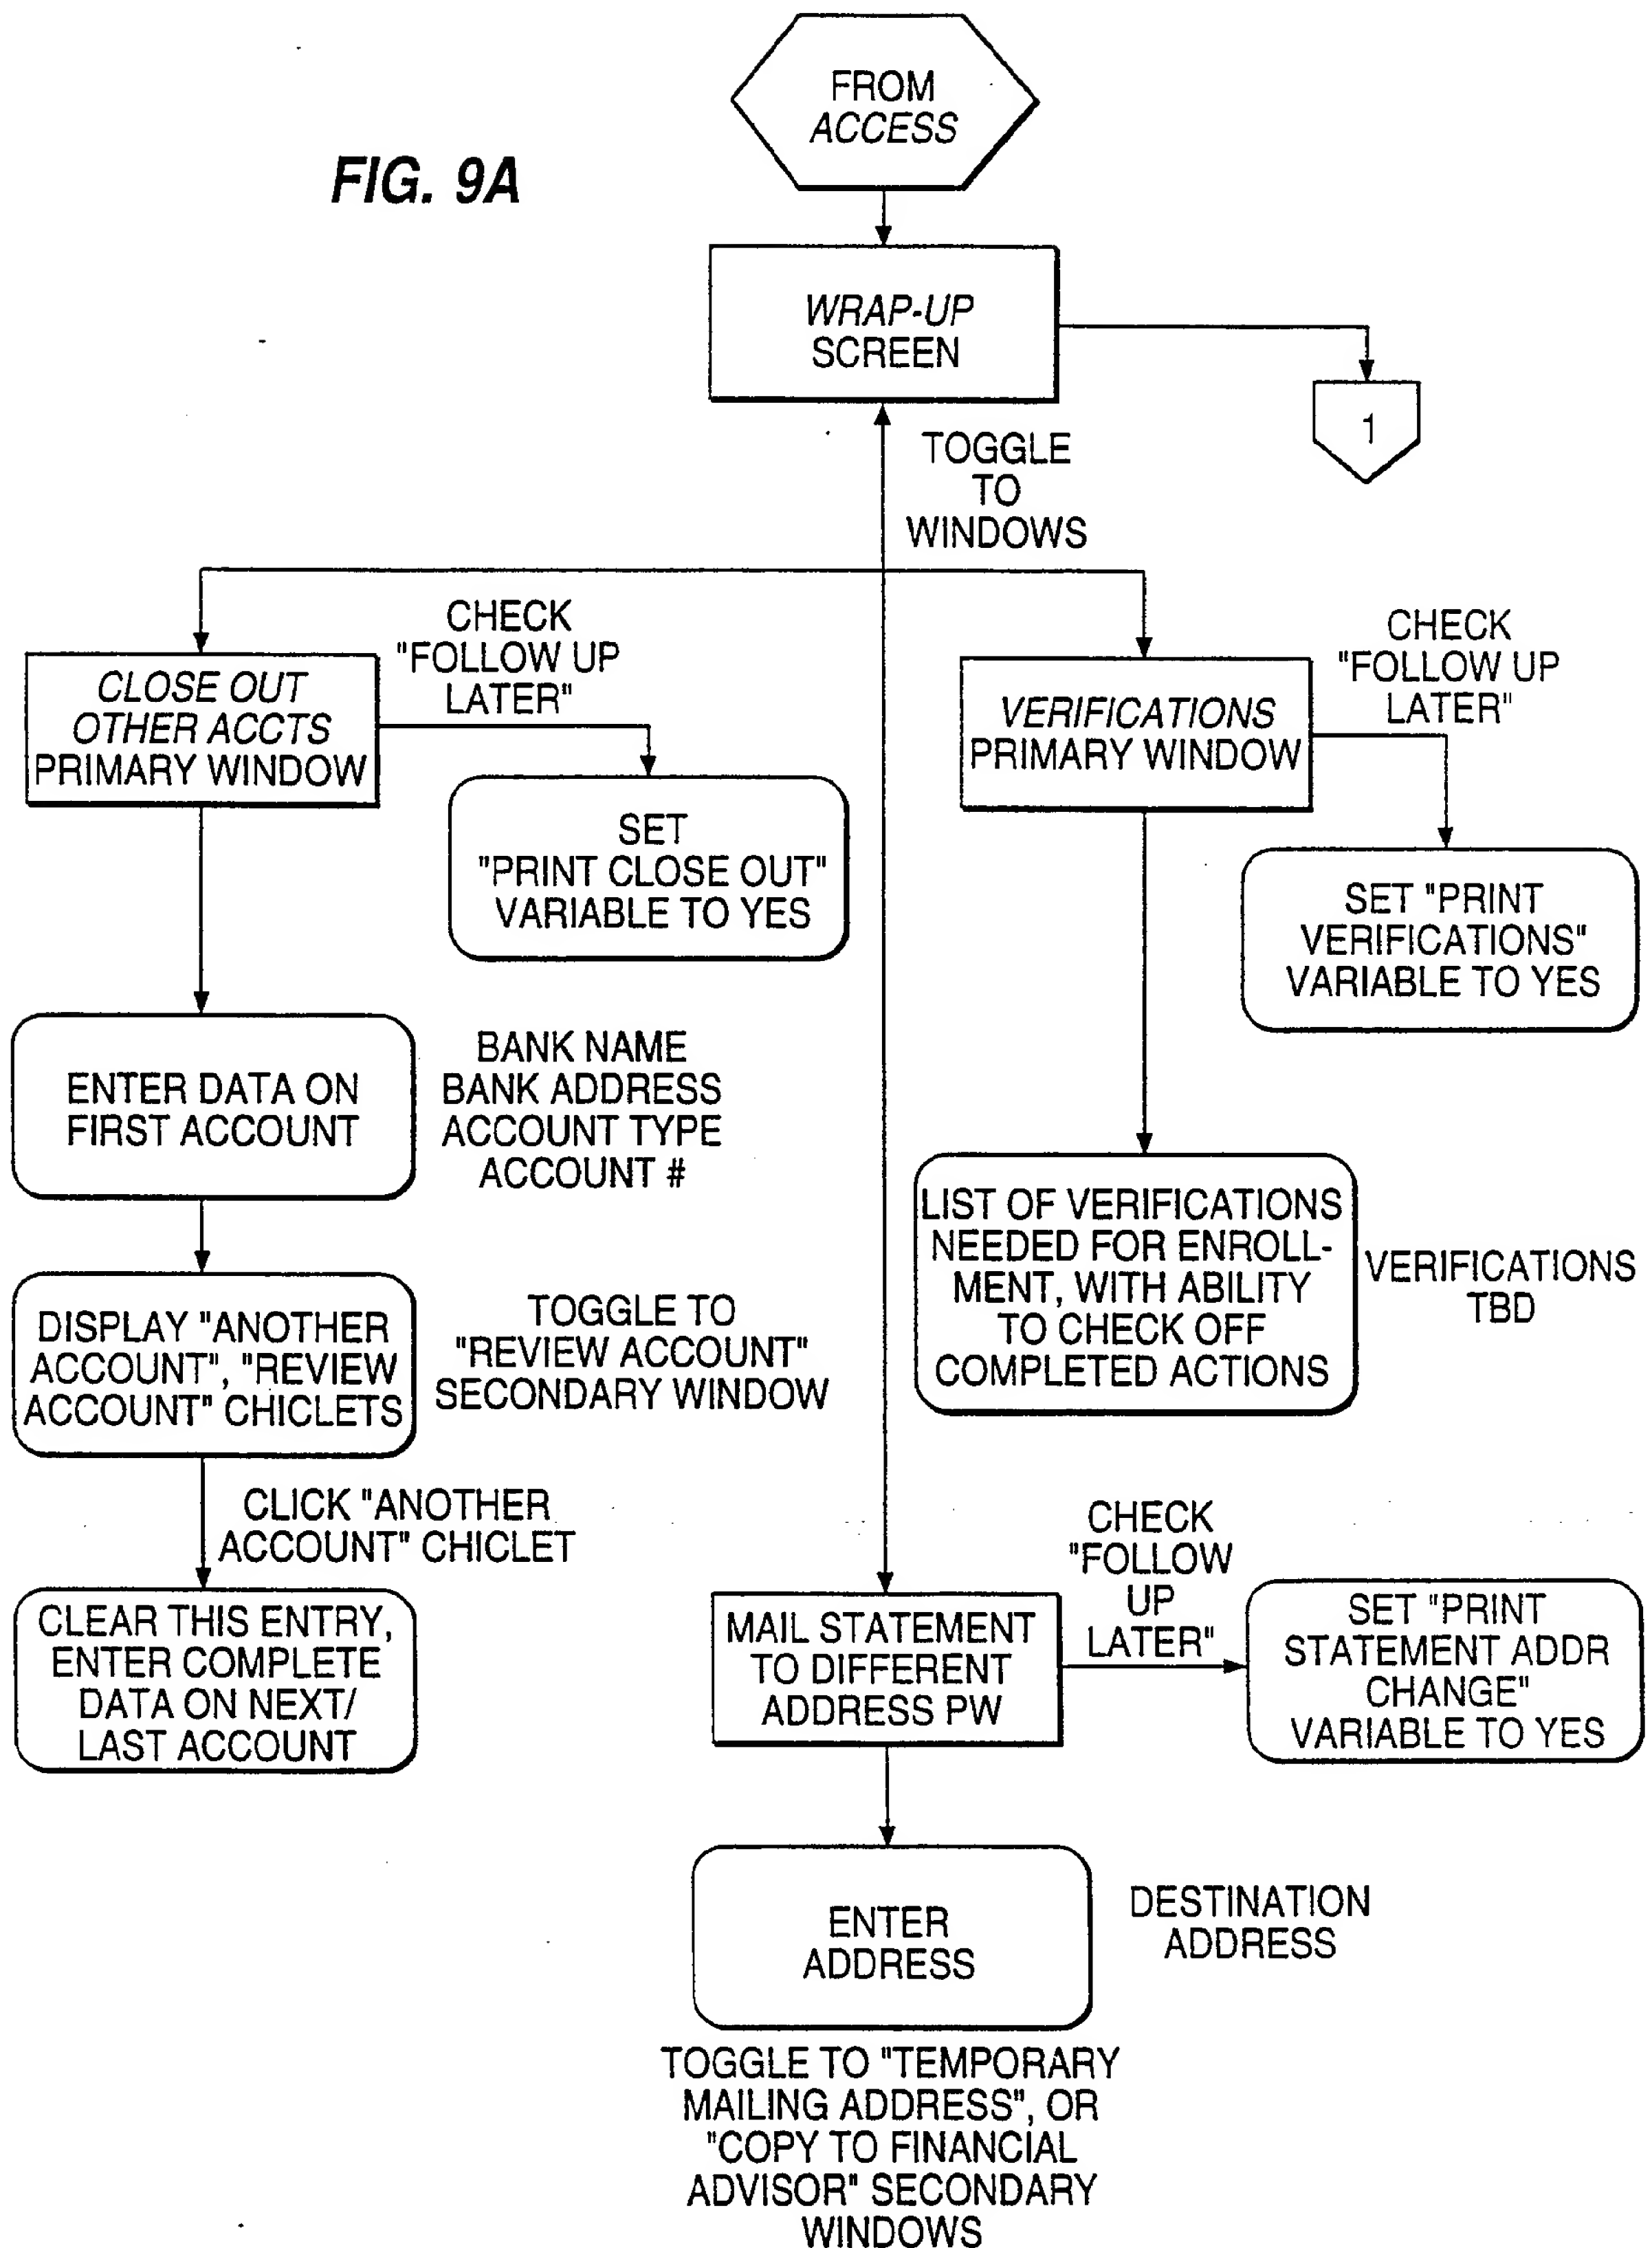 FROM
ACCESS
FIG. 9A
WRAP-UP
SCREEN
1
TOGGLE
TO
WINDOWS
CHECK
"FOLLOW UP
LATER"
CLOSE OUT
OTHER ACCTS
PRIMARY WINDOW
SET
"PRINT CLOSE OUT"
VARIABLE TO YES
CHECK
"FOLLOW UP
LATER"
VERIFICATIONS
PRIMARY WINDOW
SET "PRINT
VERIFICATIONS"
VARIABLE TO YES
ENTER DATA ON
FIRST ACCOUNT
BANK NAME
BANK ADDRESS
ACCOUNT TYPE
ACCOUNT #
LIST OF VERIFICATIONS
NEEDED FOR ENROLL-
MENT, WITH ABILITY
TO CHECK OFF
COMPLETED ACTIONS
VERIFICATIONS
TBD
DISPLAY "ANOTHER
ACCOUNT", "REVIEW
ACCOUNT" CHICLETS
TOGGLE TO
"REVIEW ACCOUNT"
SECONDARY WINDOW
CLICK "ANOTHER
ACCOUNT" CHICLET
CLEAR THIS ENTRY,
ENTER COMPLETE
DATA ON NEXT/
LAST ACCOUNT
MAIL STATEMENT
TO DIFFERENT
ADDRESS PW
CHECK
"FOLLOW
UP
LATER"
SET "PRINT
STATEMENT ADDR
CHANGE"
VARIABLE TO YES
ENTER
ADDRESS
DESTINATION
ADDRESS
TOGGLE TO "TEMPORARY
MAILING ADDRESS", OR
"COPY TO FINANCIAL
ADVISOR" SECONDARY
WINDOWS